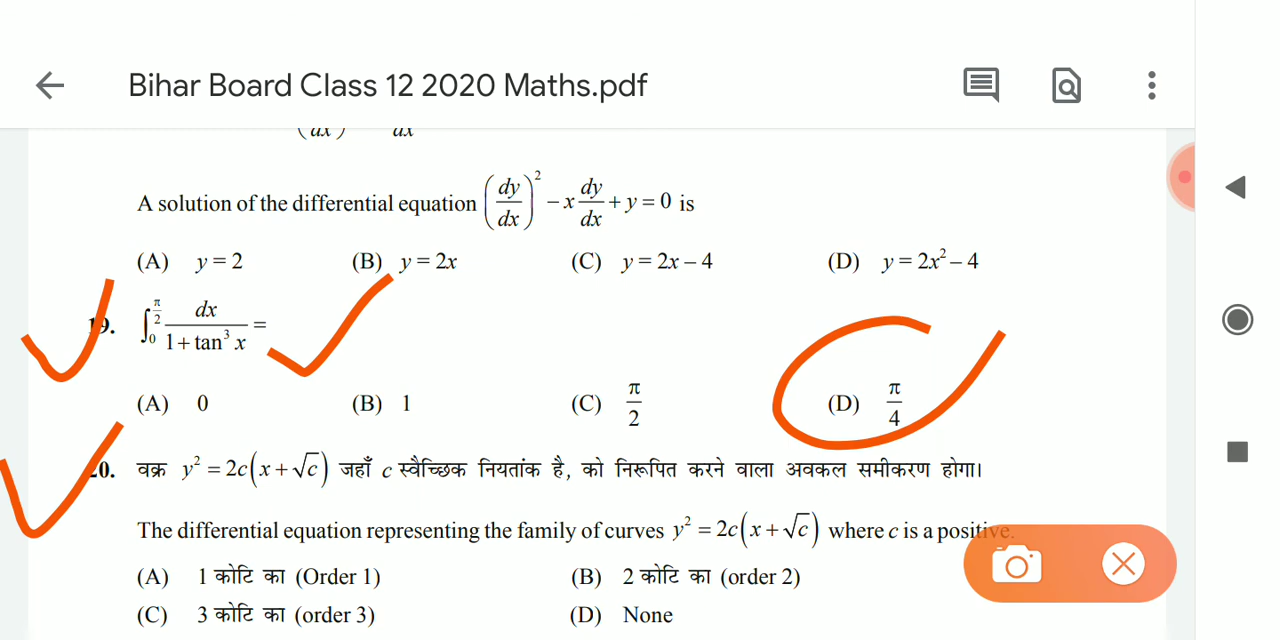 Bihar Board Class 12 2020 Maths.pdf
A solution of the differential equation (dy/dx)² − x dy/dx + y = 0 is
(A) y = 2 (B) y = 2x (C) y = 2x − 4 (D) y = 2x² − 4
19. ∫₀^(π/2) dx/(1 + tan³ x) =
(A) 0 (B) 1 (C) π/2 (D) π/4
20. वक्र y² = 2c(x + √c) जहाँ c स्वैच्छिक नियतांक है, को निरूपित करने वाला अवकल समीकरण होगा।
The differential equation representing the family of curves y² = 2c(x + √c) where c is a positive.
(A) 1 कोटि का (Order 1) (B) 2 कोटि का (order 2)
(C) 3 कोटि का (order 3) (D) None